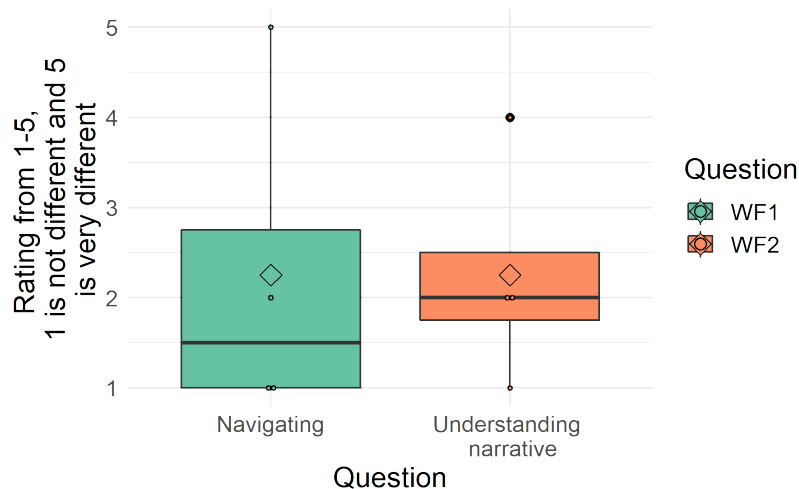 Rating from 1-5,
1 is not different and 5
is very different
5
4
3
2
1
Navigating
Understanding
narrative
Question
Question
WF1
WF2